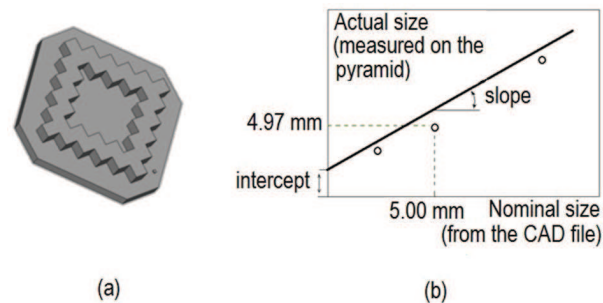 (a)
Actual size
(measured on the
pyramid)
slope
4.97 mm
intercept
5.00 mm
Nominal size
(from the CAD file)
(b)